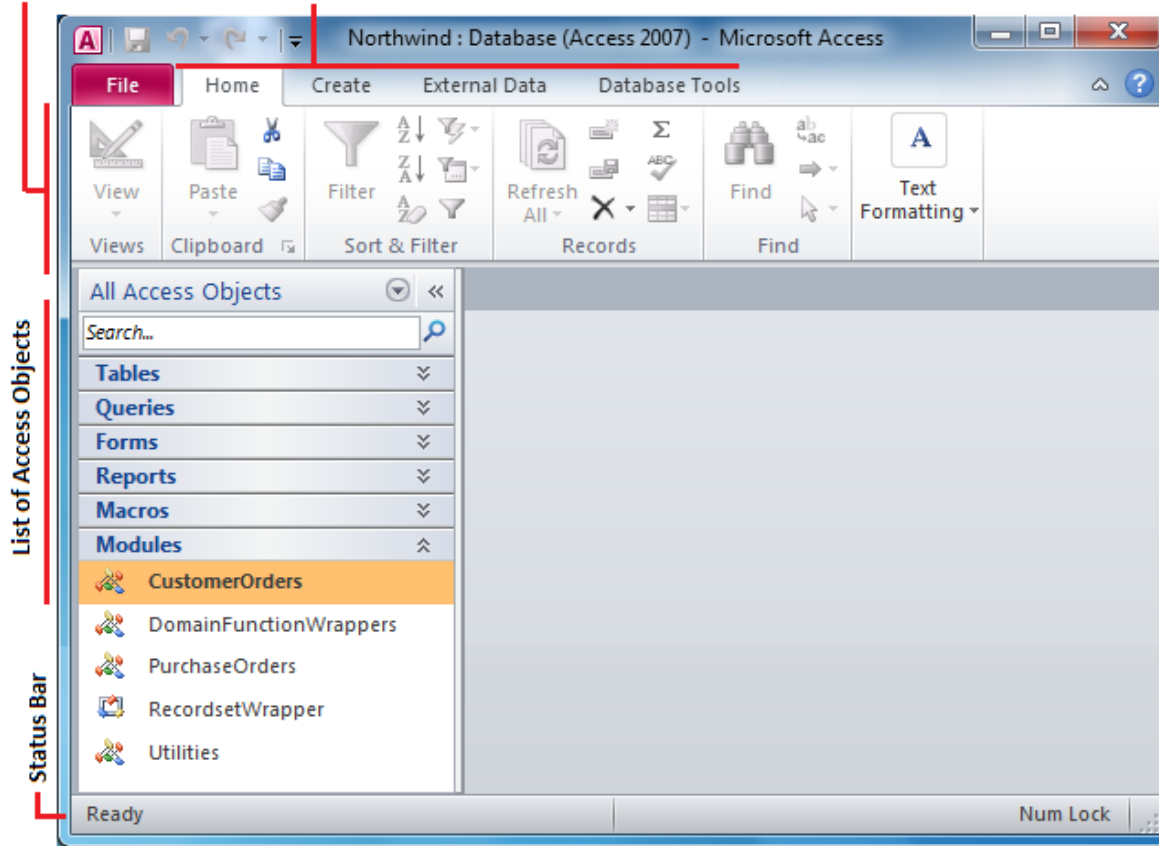 Northwind : Database (Access 2007) - Microsoft Access
File Home Create External Data Database Tools
View
Paste
Filter
Refresh All
Find
Text Formatting
Views Clipboard Sort & Filter Records Find
All Access Objects
Search...
Tables
Queries
Forms
Reports
Macros
Modules
CustomerOrders
DomainFunctionWrappers
PurchaseOrders
RecordsetWrapper
Utilities
Ready Num Lock
List of Access Objects
Status Bar